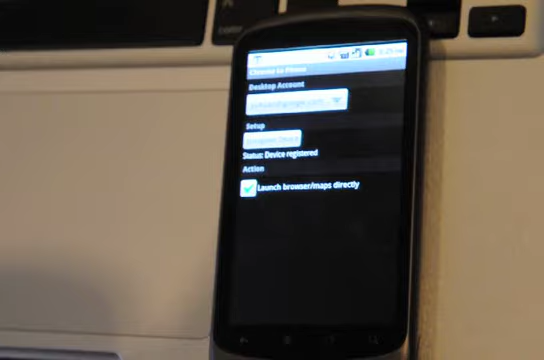 Chrome to Phone
Desktop Account
Setup
Status: Device registered
Action
Launch browser/maps directly